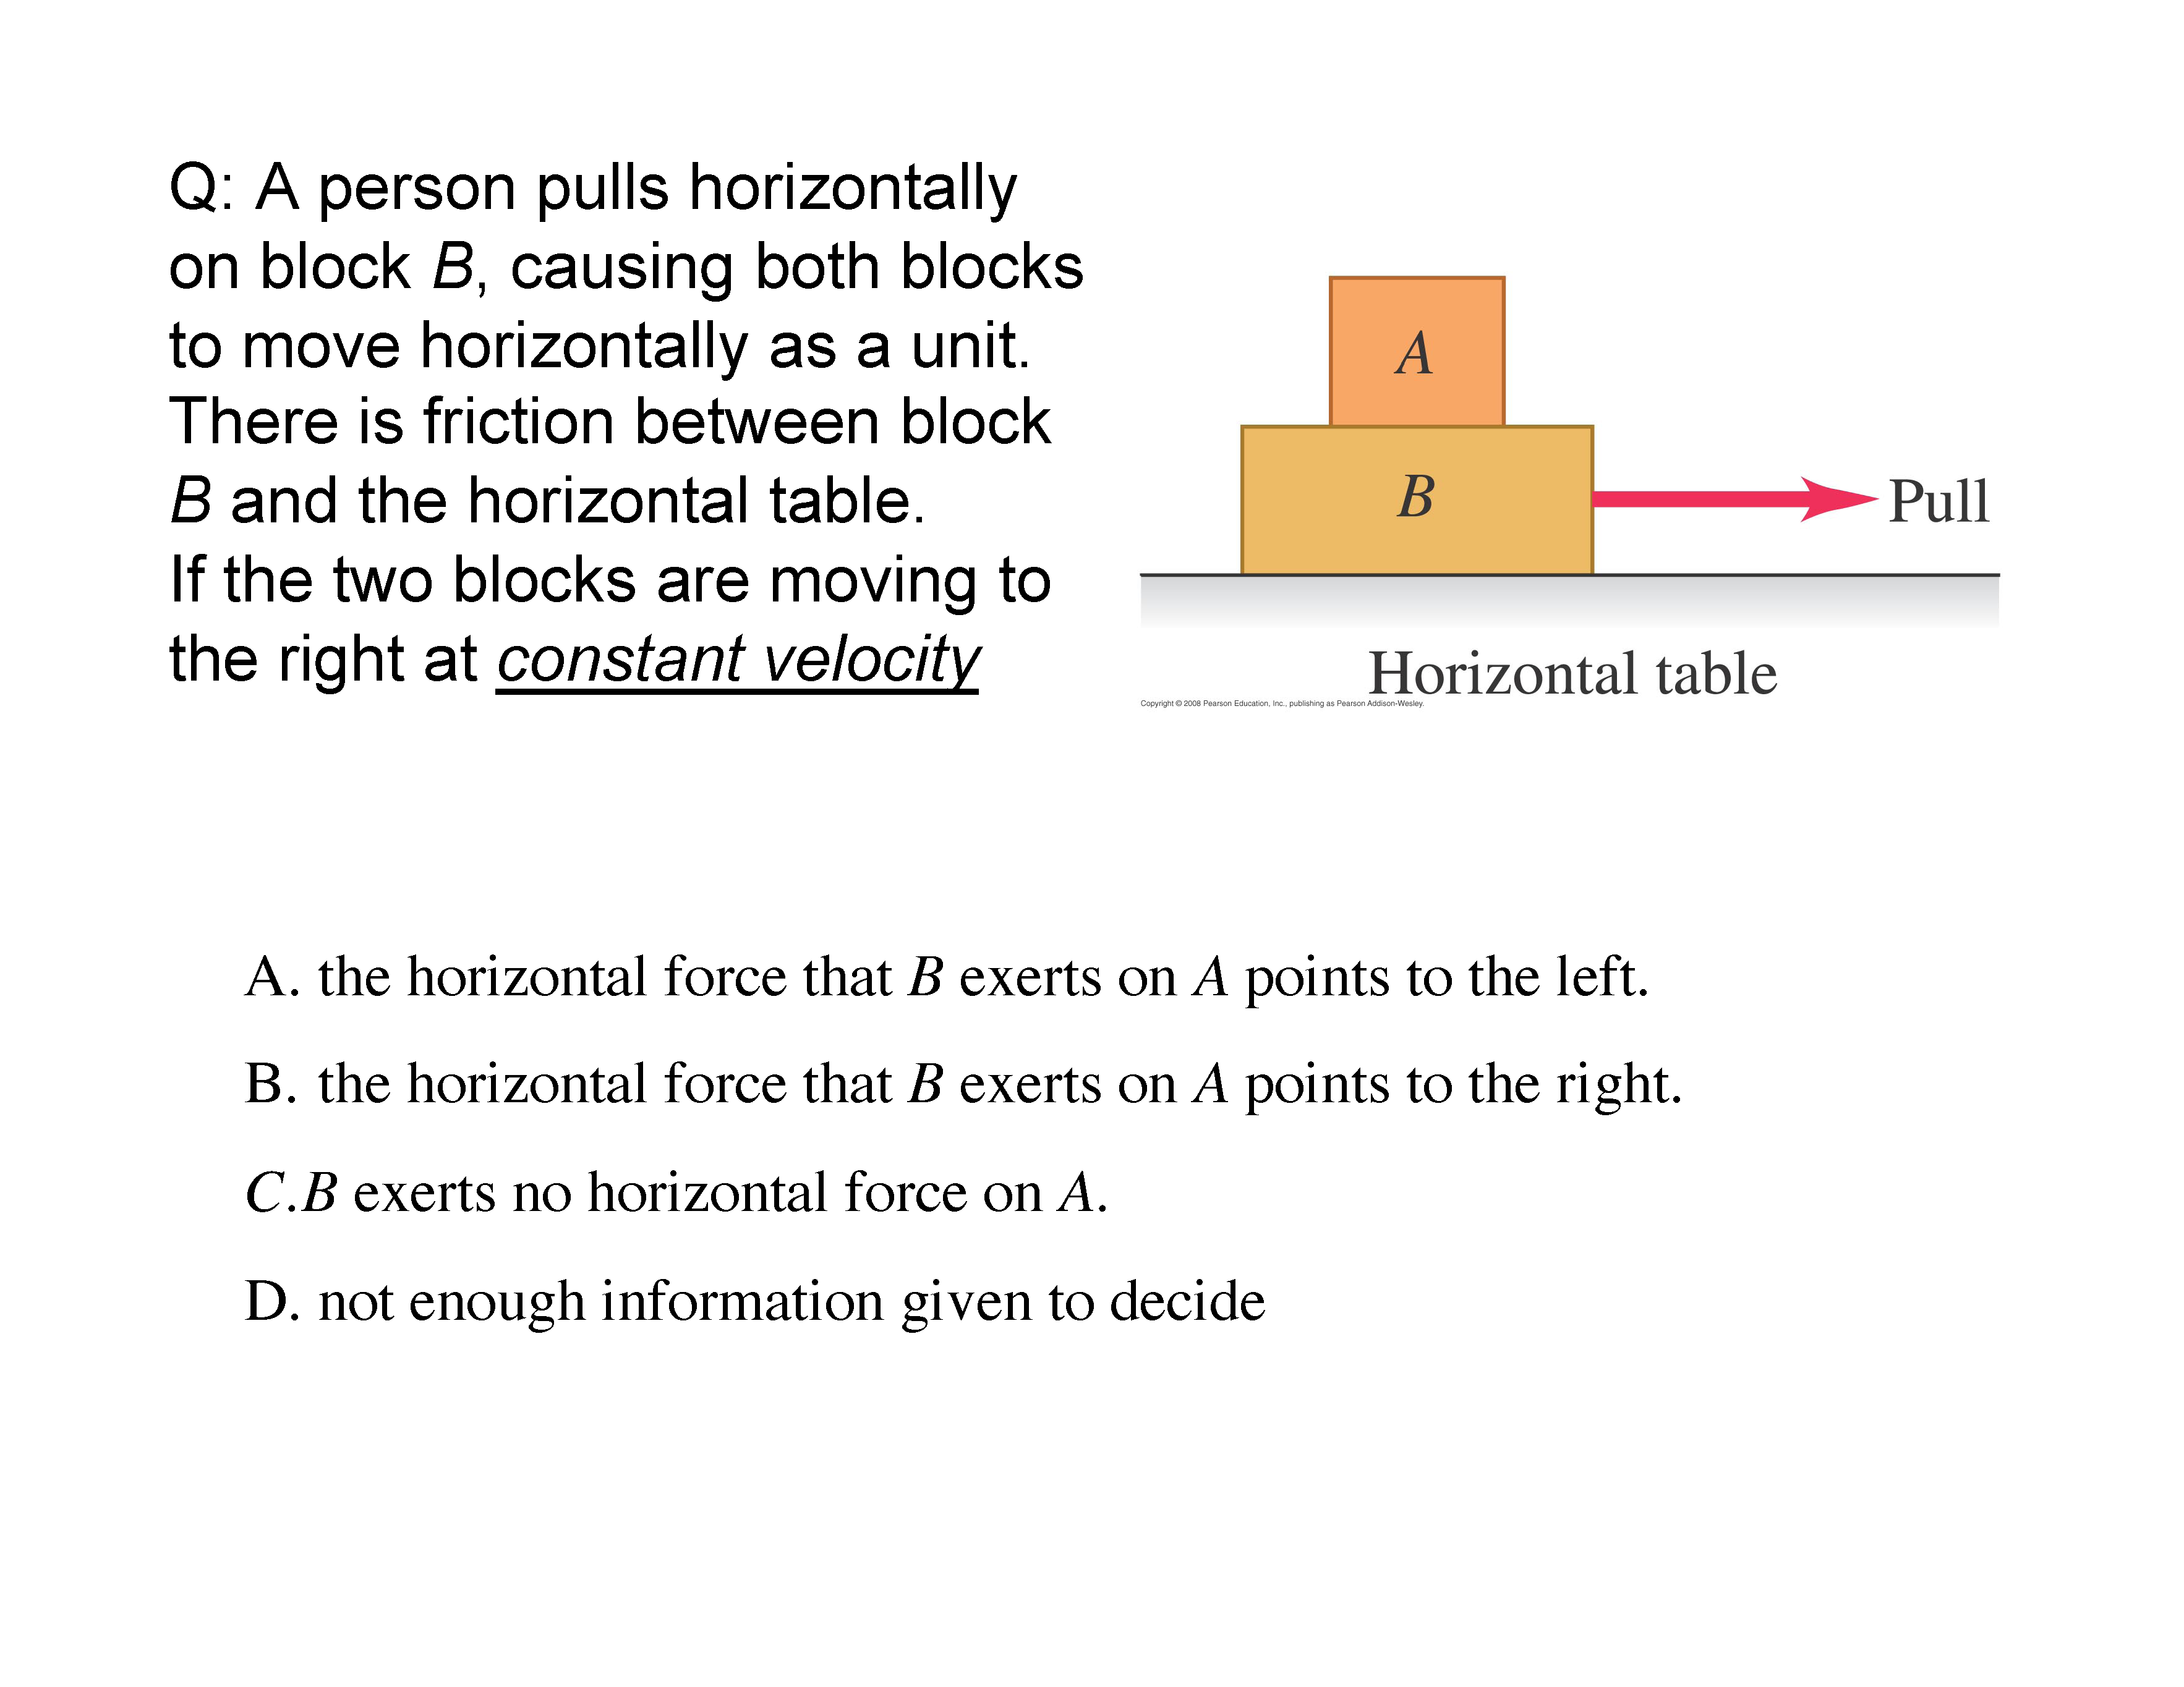 Q: A person pulls horizontally
on block B, causing both blocks
to move horizontally as a unit.
There is friction between block
B and the horizontal table.
If the two blocks are moving to
the right at constant velocity
A
B
Pull
Horizontal table
Copyright © 2008 Pearson Education, Inc., publishing as Pearson Addison-Wesley.
A. the horizontal force that B exerts on A points to the left.
B. the horizontal force that B exerts on A points to the right.
C.B exerts no horizontal force on A.
D. not enough information given to decide